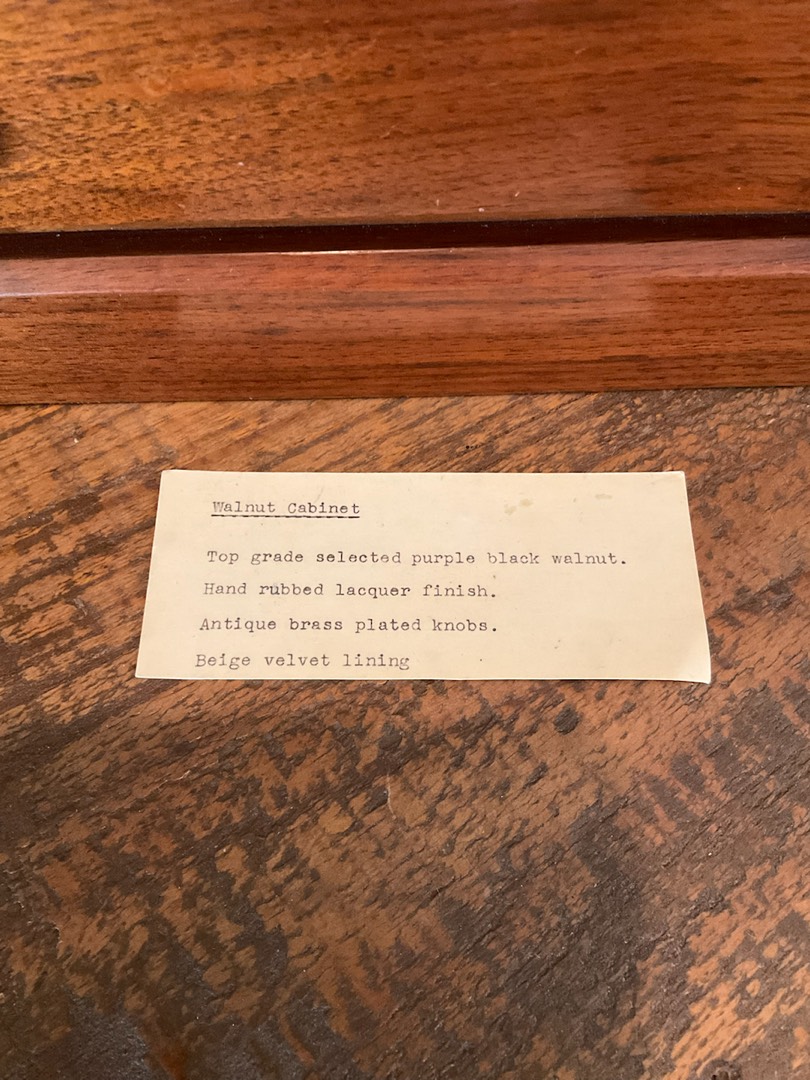 Walnut Cabinet
Top grade selected purple black walnut.
Hand rubbed lacquer finish.
Antique brass plated knobs.
Beige velvet lining